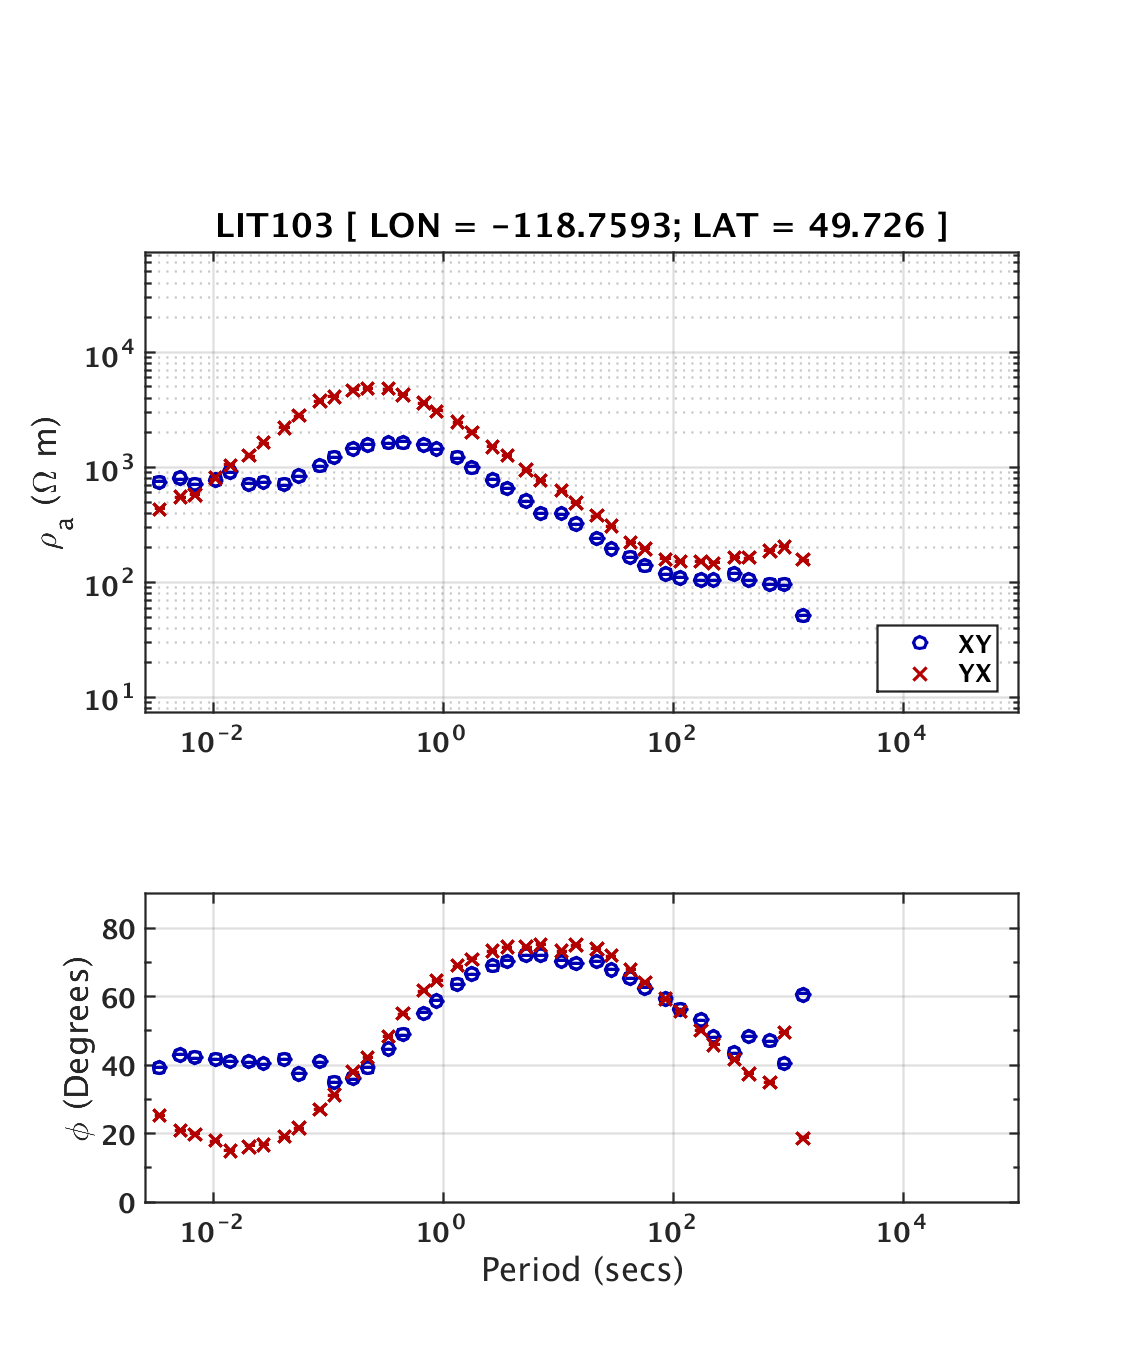 LIT103 [ LON = -118.7593; LAT = 49.726 ]
ρa (Ω m)
10^4
10^3
10^2
10^1
XY
YX
10^-2 10^0 10^2 10^4
φ (Degrees)
80
60
40
20
0
10^-2 10^0 10^2 10^4
Period (secs)